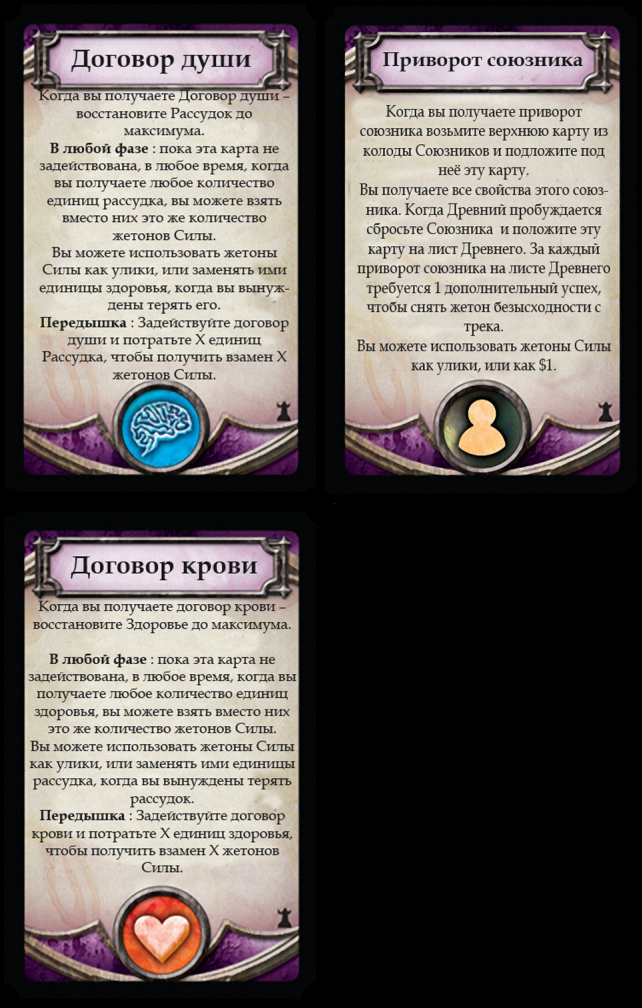 Договор души
Когда вы получаете Договор души –
восстановите Рассудок до
максимума.
В любой фазе : пока эта карта не
задействована, в любое время, когда
вы получаете любое количество
единиц рассудка, вы можете взять
вместо них это же количество
жетонов Силы.
Вы можете использовать жетоны
Силы как улики, или заменять ими
единицы здоровья, когда вы вынуж-
дены терять его.
Передышка : Задействуйте договор
души и потратьте X единиц
Рассудка, чтобы получить взамен X
жетонов Силы.
Приворот союзника
Когда вы получаете приворот
союзника возьмите верхнюю карту из
колоды Союзников и подложите под
неё эту карту.
Вы получаете все свойства этого союз-
ника. Когда Древний пробуждается
сбросьте Союзника и положите эту
карту на лист Древнего. За каждый
приворот союзника на листе Древнего
требуется 1 дополнительный успех,
чтобы снять жетон безысходности с
трека.
Вы можете использовать жетоны Силы
как улики, или как $1.
Договор крови
Когда вы получаете договор крови –
восстановите Здоровье до максимума.
В любой фазе : пока эта карта не
задействована, в любое время, когда вы
получаете любое количество единиц
здоровья, вы можете взять вместо них
это же количество жетонов Силы.
Вы можете использовать жетоны Силы
как улики, или заменять ими единицы
рассудка, когда вы вынуждены терять
рассудок.
Передышка : Задействуйте договор
крови и потратьте X единиц здоровья,
чтобы получить взамен X жетонов
Силы.